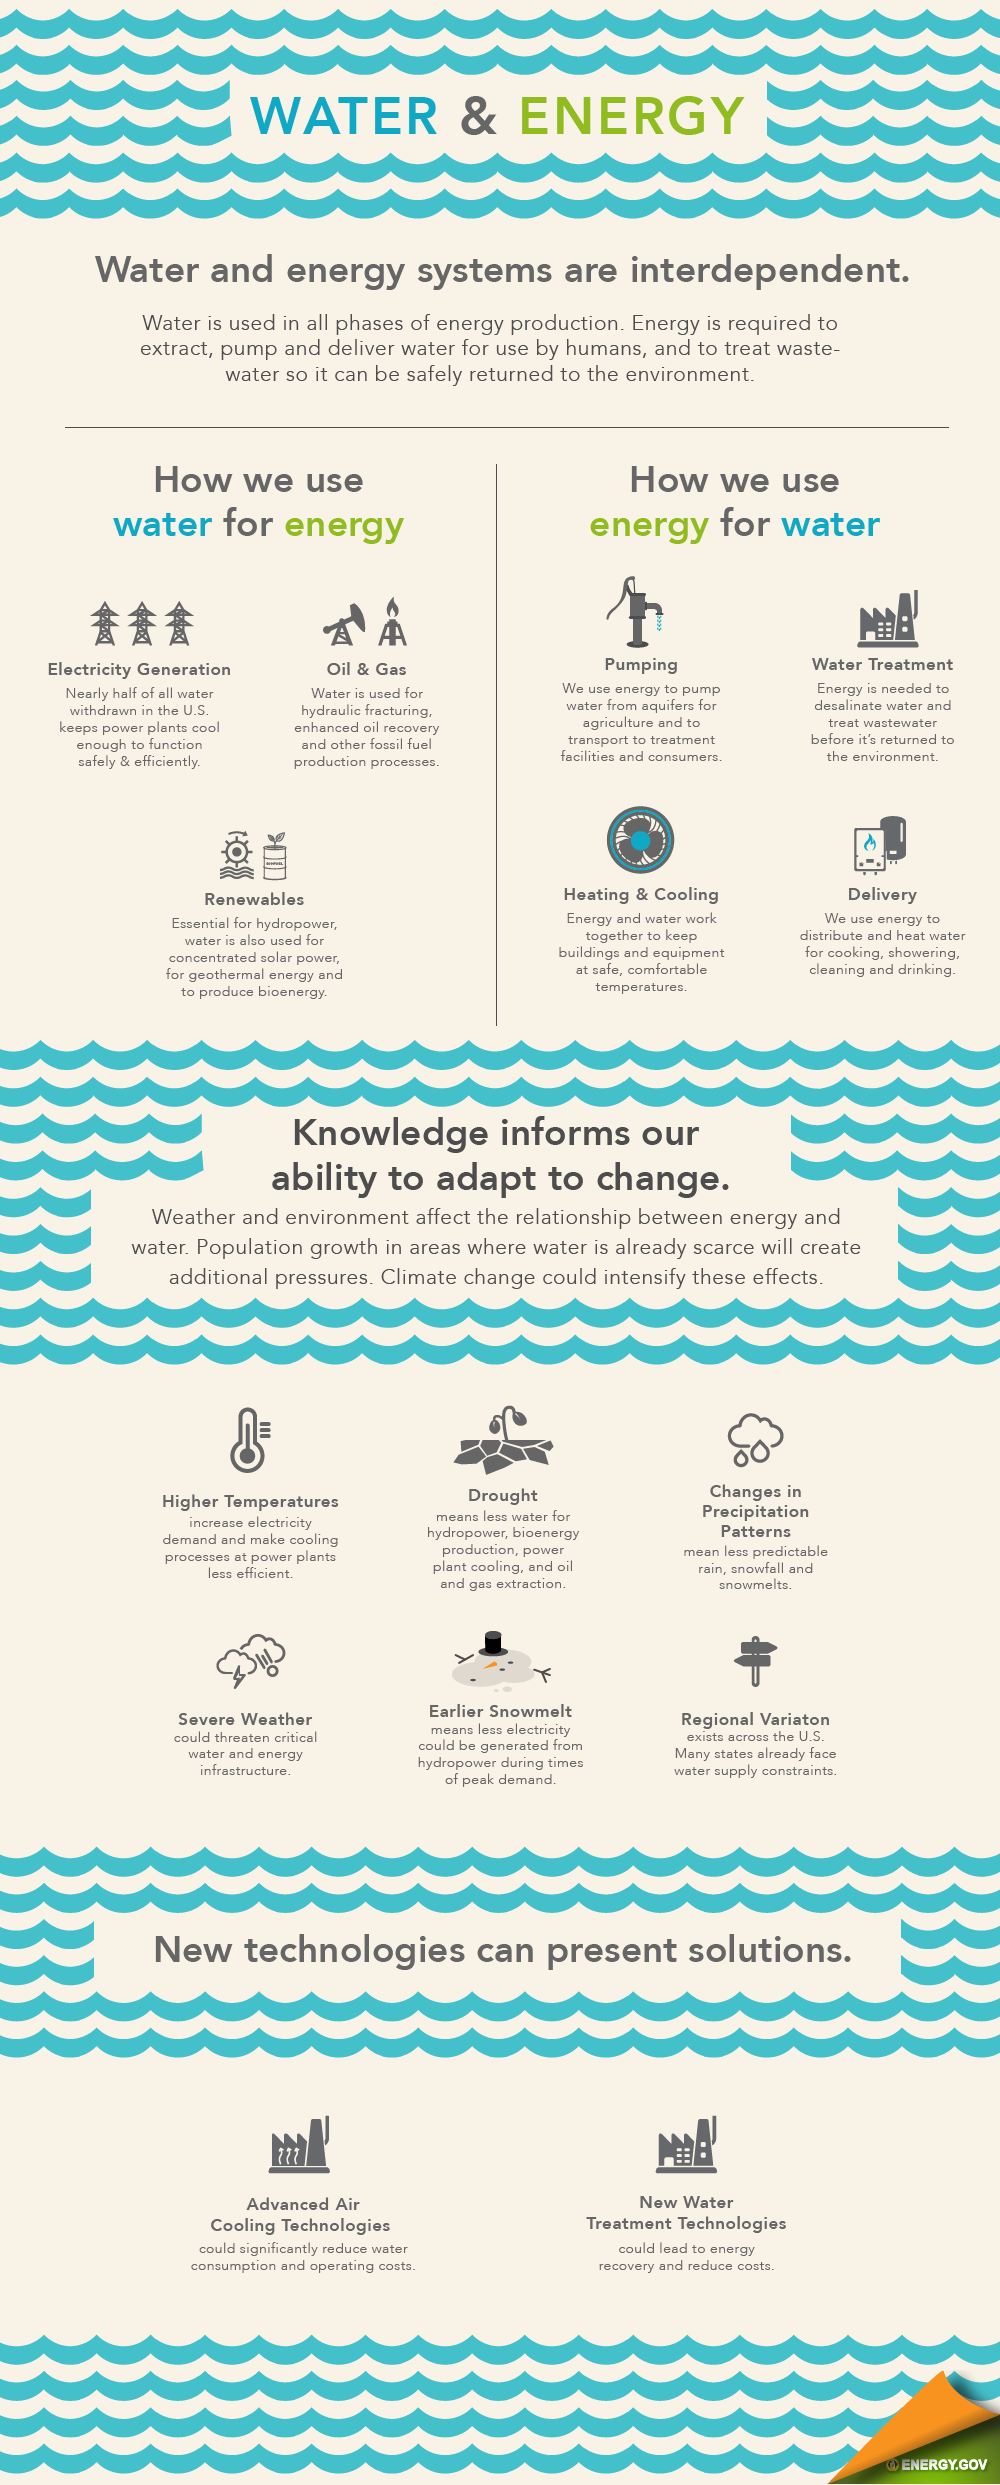 WATER & ENERGY
Water and energy systems are interdependent.
Water is used in all phases of energy production. Energy is required to
extract, pump and deliver water for use by humans, and to treat waste-
water so it can be safely returned to the environment.
How we use
water for energy
Electricity Generation
Nearly half of all water
withdrawn in the U.S.
keeps power plants cool
enough to function
safely & efficiently.
Oil & Gas
Water is used for
hydraulic fracturing,
enhanced oil recovery
and other fossil fuel
production processes.
BIOFUEL
Renewables
Essential for hydropower,
water is also used for
concentrated solar power,
for geothermal energy and
to produce bioenergy.
How we use
energy for water
Pumping
We use energy to pump
water from aquifers for
agriculture and to
transport to treatment
facilities and consumers.
Water Treatment
Energy is needed to
desalinate water and
treat wastewater
before it's returned to
the environment.
Heating & Cooling
Energy and water work
together to keep
buildings and equipment
at safe, comfortable
temperatures.
Delivery
We use energy to
distribute and heat water
for cooking, showering,
cleaning and drinking.
Knowledge informs our
ability to adapt to change.
Weather and environment affect the relationship between energy and
water. Population growth in areas where water is already scarce will create
additional pressures. Climate change could intensify these effects.
Higher Temperatures
increase electricity
demand and make cooling
processes at power plants
less efficient.
Drought
means less water for
hydropower, bioenergy
production, power
plant cooling, and oil
and gas extraction.
Changes in
Precipitation
Patterns
mean less predictable
rain, snowfall and
snowmelts.
Severe Weather
could threaten critical
water and energy
infrastructure.
Earlier Snowmelt
means less electricity
could be generated from
hydropower during times
of peak demand.
Regional Variaton
exists across the U.S.
Many states already face
water supply constraints.
New technologies can present solutions.
Advanced Air
Cooling Technologies
could significantly reduce water
consumption and operating costs.
New Water
Treatment Technologies
could lead to energy
recovery and reduce costs.
ENERGY.GOV